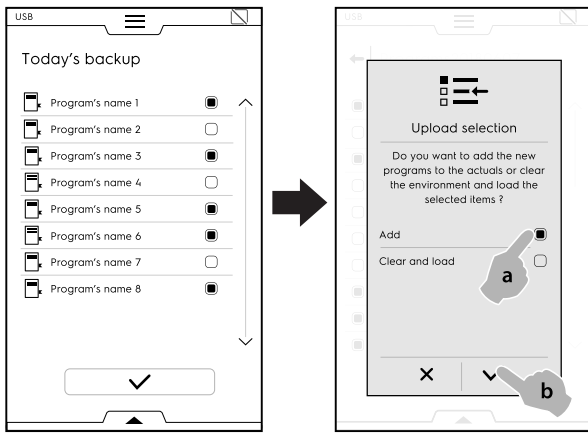 USB
Today's backup
Program's name 1
Program's name 2
Program's name 3
Program's name 4
Program's name 5
Program's name 6
Program's name 7
Program's name 8
USB
Upload selection
Do you want to add the new
programs to the actuals or clear
the environment and load the
selected items ?
Add
Clear and load
a
b